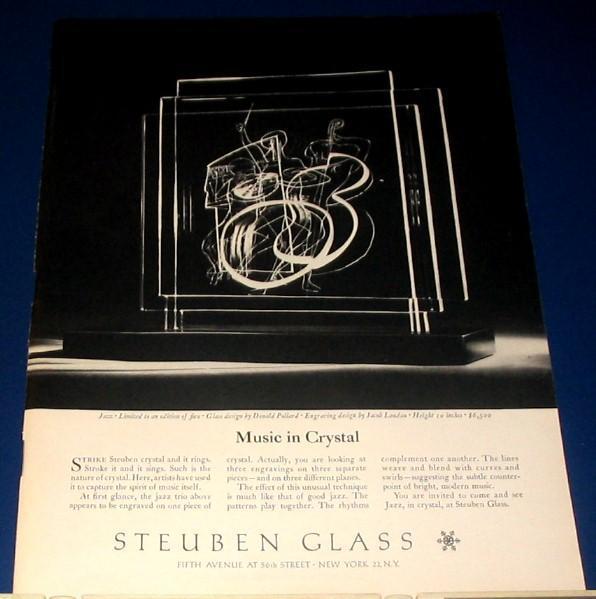 Jazz · Limited to an edition of five · Glass design by Donald Pollard · Engraving design by Jacob Landau · Height 10 inches · $6,500
Music in Crystal
STRIKE Steuben crystal and it rings.
Stroke it and it sings. Such is the
nature of crystal. Here, artists have used
it to capture the spirit of music itself.
At first glance, the jazz trio above
appears to be engraved on one piece of
crystal. Actually, you are looking at
three engravings on three separate
pieces—and on three different planes.
The effect of this unusual technique
is much like that of good jazz. The
patterns play together. The rhythms
complement one another. The lines
weave and blend with curves and
swirls—suggesting the subtle counter-
point of bright, modern music.
You are invited to come and see
Jazz, in crystal, at Steuben Glass.
STEUBEN GLASS
FIFTH AVENUE AT 56th STREET · NEW YORK 22, N.Y.